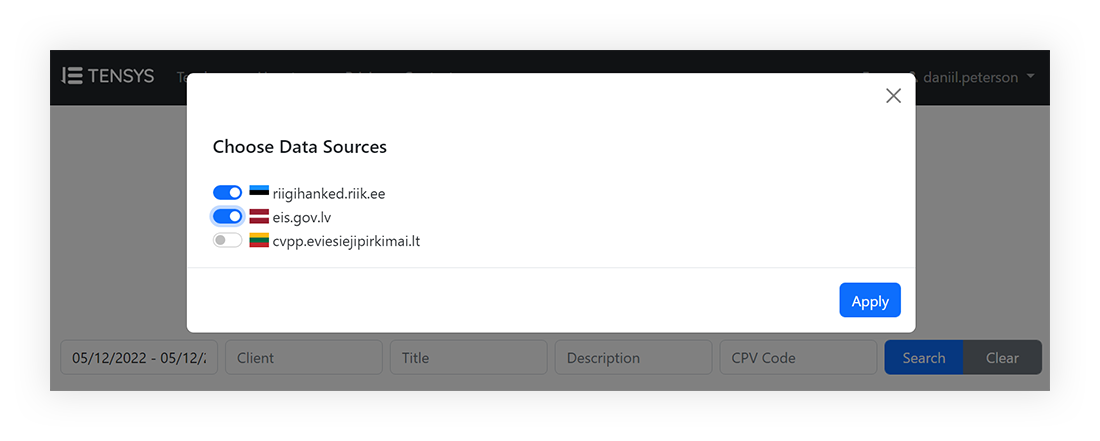 TENSYS
daniil.peterson
Choose Data Sources
riigihanked.riik.ee
eis.gov.lv
cvpp.eviesiejipirkimai.lt
Apply
05/12/2022 - 05/12/ Client Title Description CPV Code Search Clear